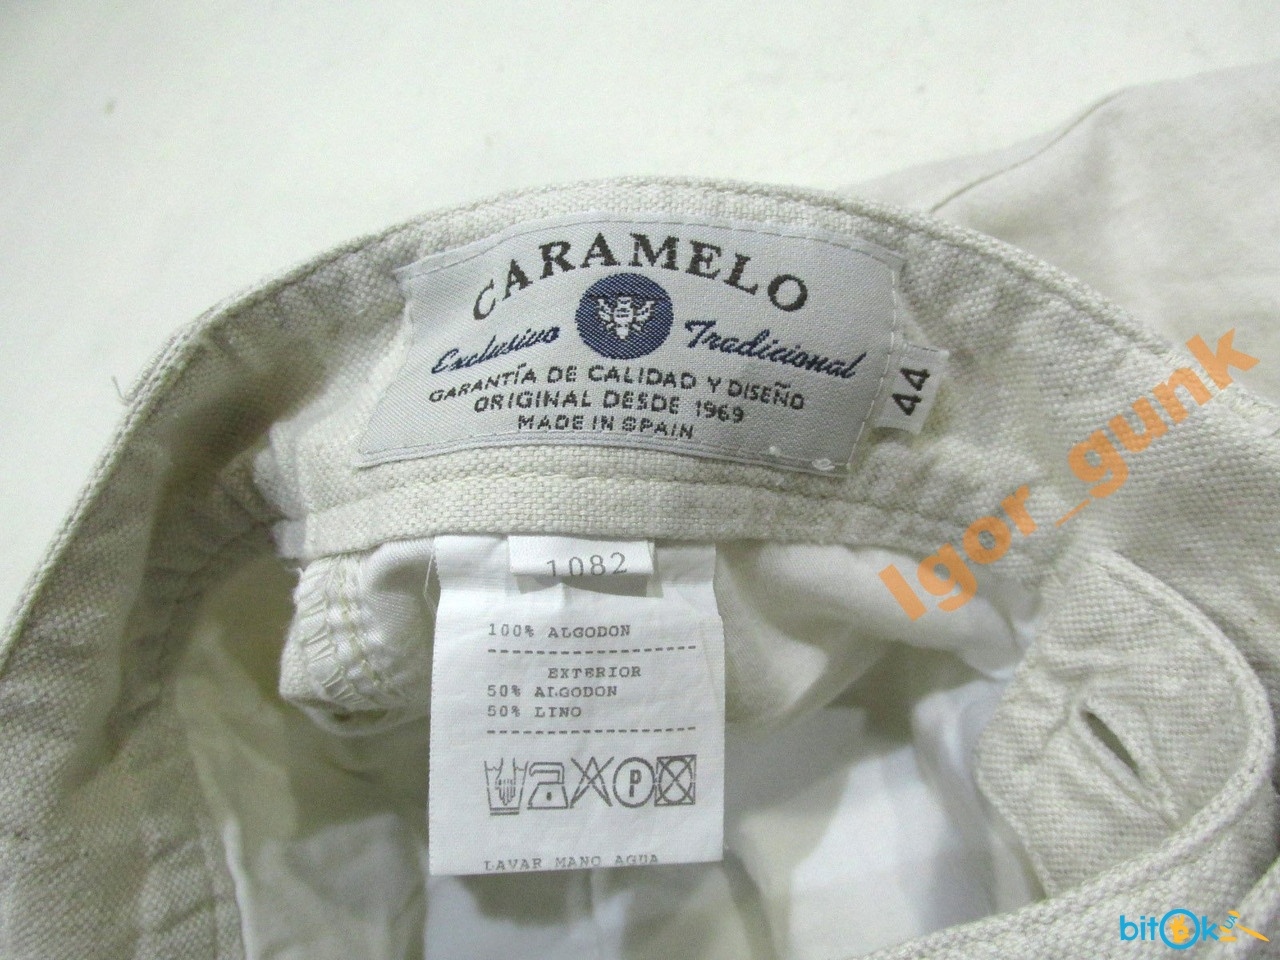 CARAMELO
Exclusivo Tradicional
GARANTÍA DE CALIDAD Y DISEÑO
ORIGINAL DESDE 1969
MADE IN SPAIN
44
1082
100% ALGODON
EXTERIOR
50% ALGODON
50% LINO
P
LAVAR MANO AGUA
Igor_gunk
bitOk